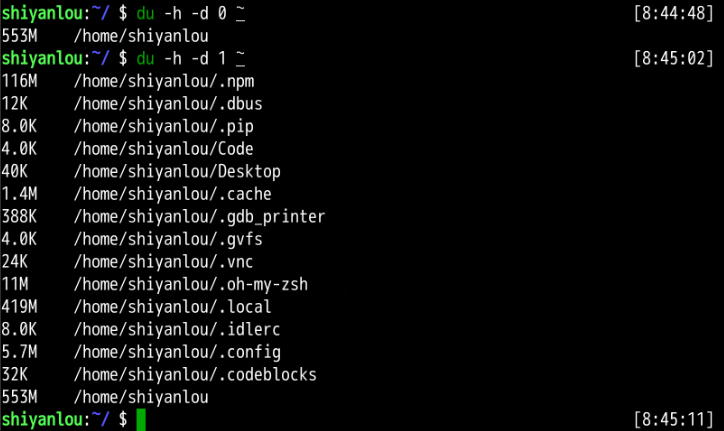 shiyanlou:~/ $ du -h -d 0 ~ [8:44:48]
553M /home/shiyanlou
shiyanlou:~/ $ du -h -d 1 ~ [8:45:02]
116M /home/shiyanlou/.npm
12K /home/shiyanlou/.dbus
8.0K /home/shiyanlou/.pip
4.0K /home/shiyanlou/Code
40K /home/shiyanlou/Desktop
1.4M /home/shiyanlou/.cache
388K /home/shiyanlou/.gdb_printer
4.0K /home/shiyanlou/.gvfs
24K /home/shiyanlou/.vnc
11M /home/shiyanlou/.oh-my-zsh
419M /home/shiyanlou/.local
8.0K /home/shiyanlou/.idlerc
5.7M /home/shiyanlou/.config
32K /home/shiyanlou/.codeblocks
553M /home/shiyanlou
shiyanlou:~/ $ [8:45:11]